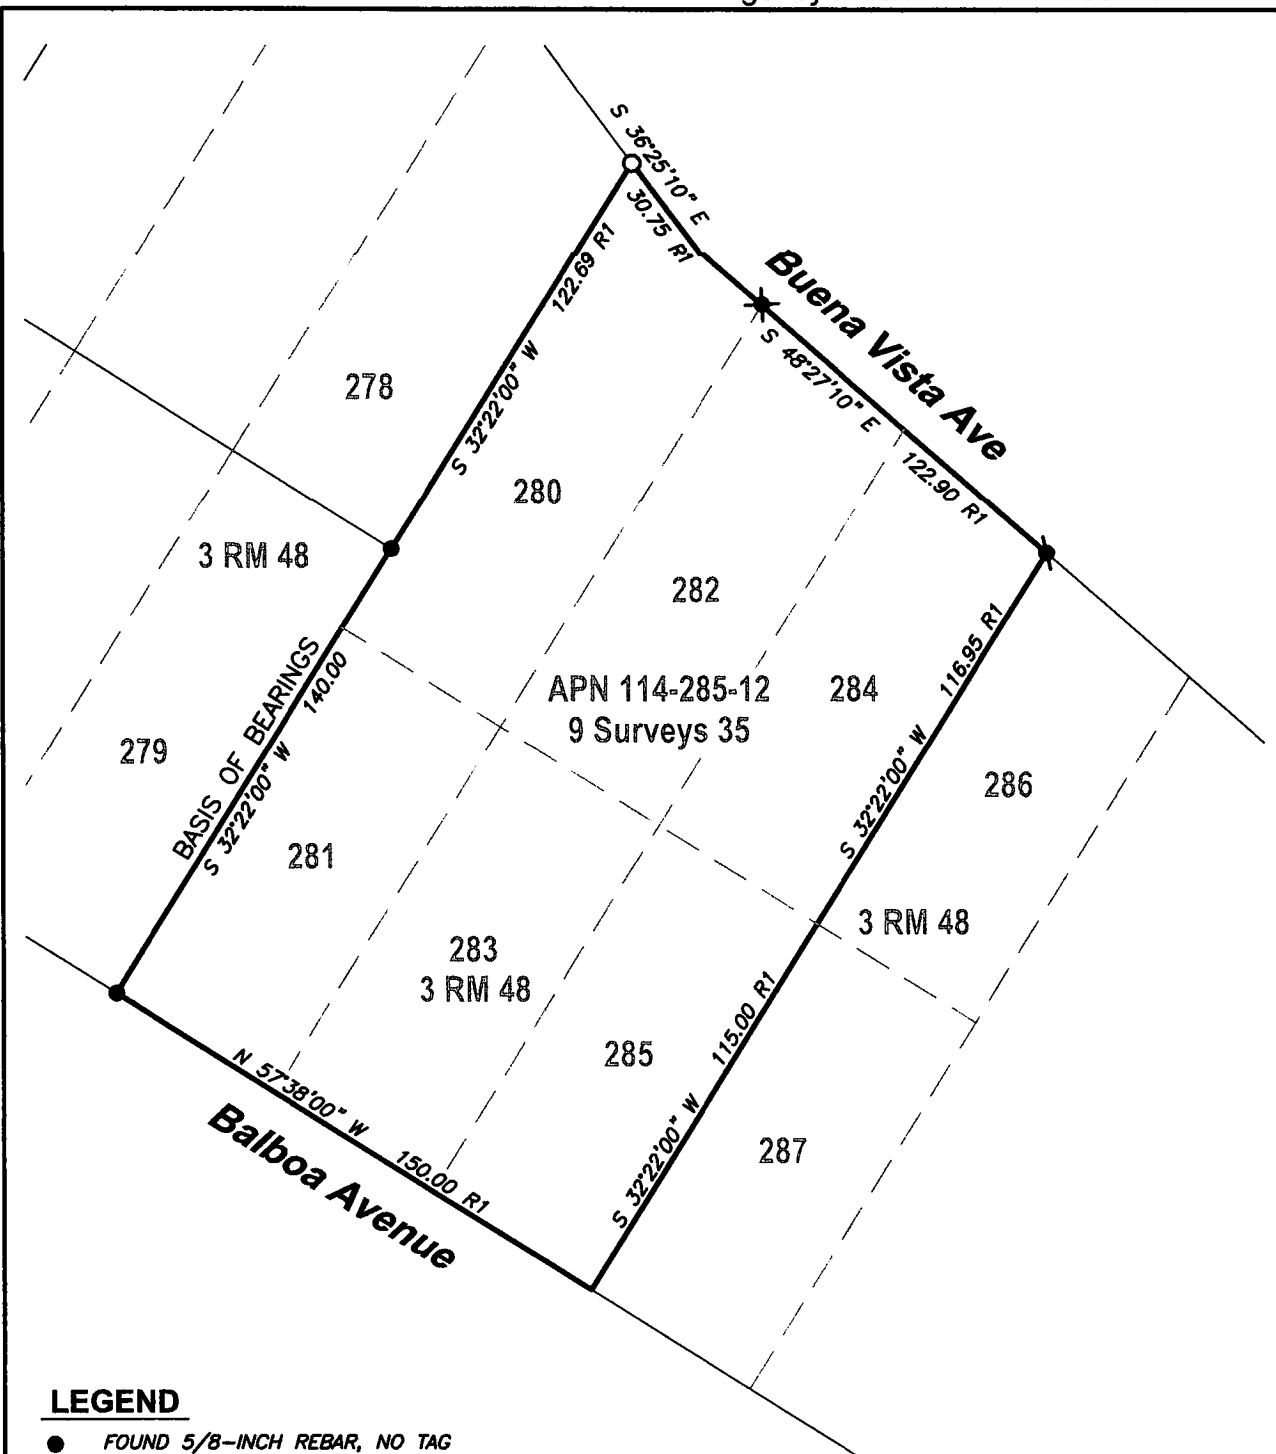 S 36°25'10" E
30.75 R1
122.69 R1
S 32°22'00" W
Buena Vista Ave
S 48°27'10" E
122.90 R1
278
280
3 RM 48
282
BASIS OF BEARINGS
140.00
S 32°22'00" W
APN 114-285-12
9 Surveys 35
284
116.95 R1
S 32°22'00" W
279
286
281
3 RM 48
283
3 RM 48
115.00 R1
S 32°22'00" W
285
N 57°38'00" W
150.00 R1
Balboa Avenue
287
LEGEND
FOUND 5/8-INCH REBAR, NO TAG